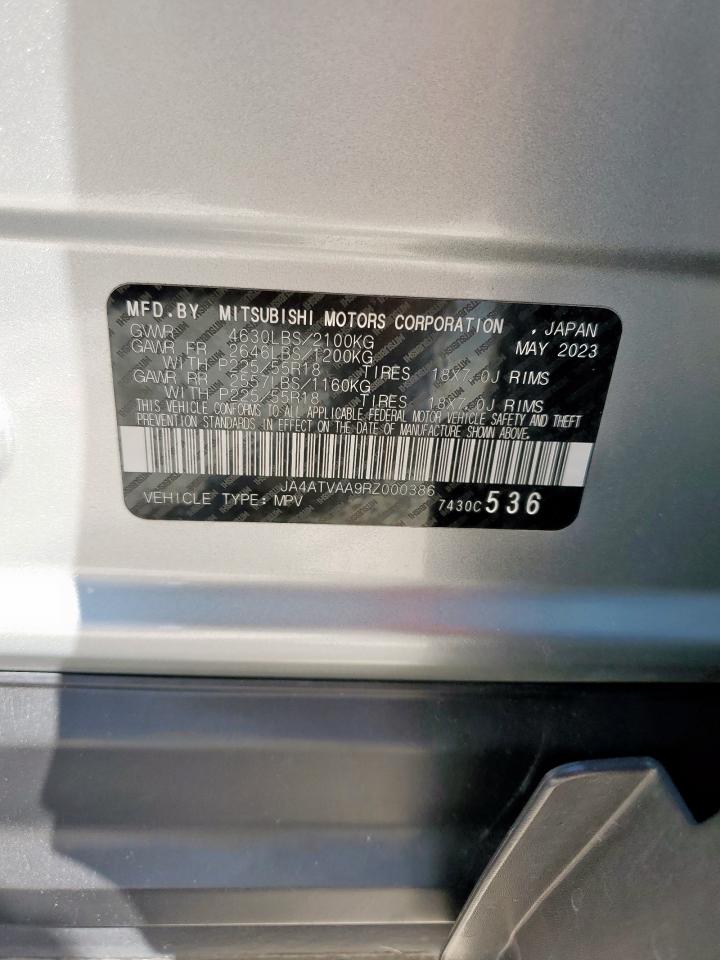 MFD.BY MITSUBISHI MOTORS CORPORATION , JAPAN
GVWR 4630LBS/2100KG MAY 2023
GAWR FR 2646LBS/1200KG
WITH P225/55R18 TIRES 18X7.0J RIMS
GAWR RR 2557LBS/1160KG
WITH P225/55R18 TIRES 18X7.0J RIMS
THIS VEHICLE CONFORMS TO ALL APPLICABLE FEDERAL MOTOR VEHICLE SAFETY AND THEFT
PREVENTION STANDARDS IN EFFECT ON THE DATE OF MANUFACTURE SHOWN ABOVE.
JA4ATVAA9RZ000386
VEHICLE TYPE: MPV 7430C 536